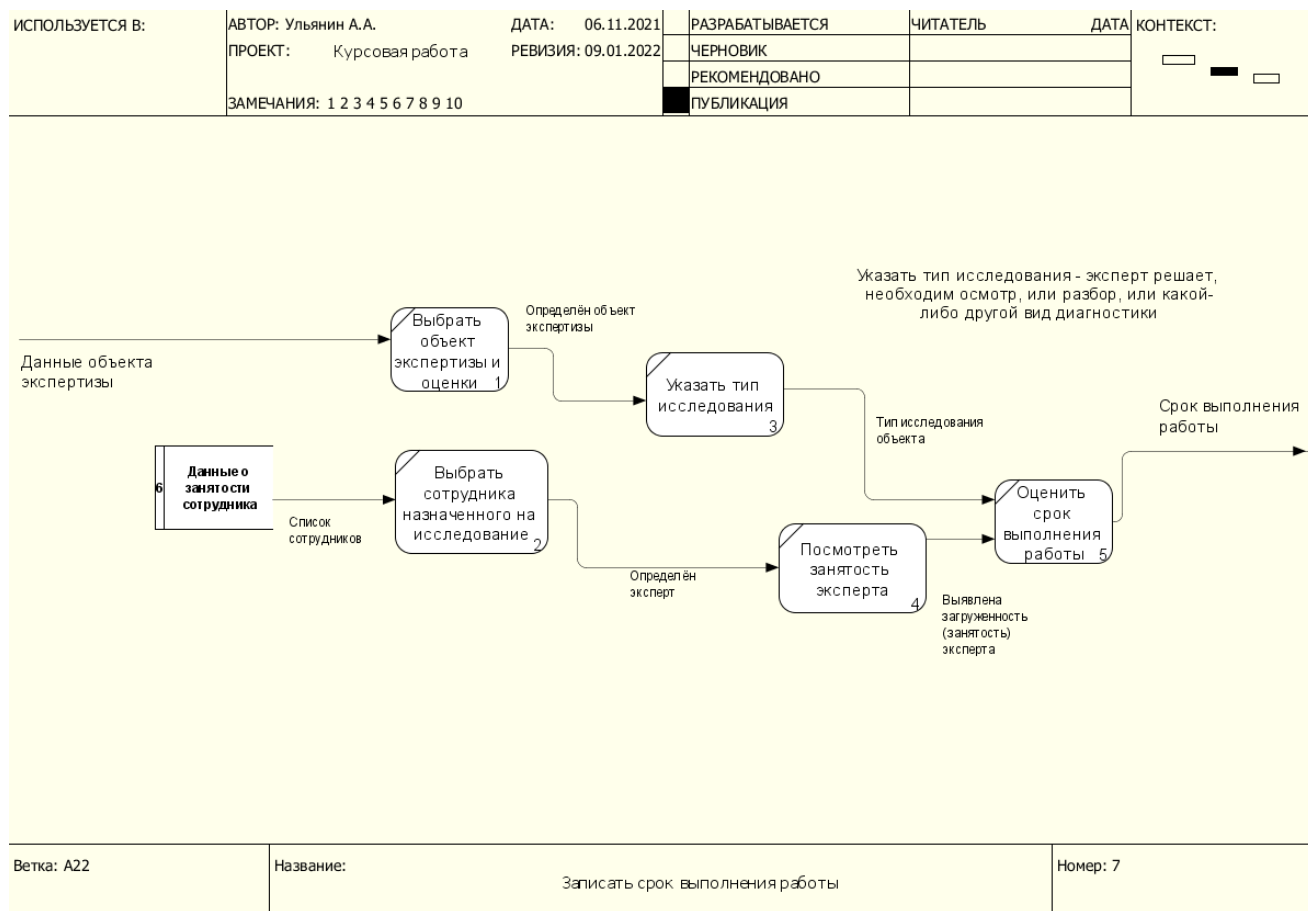 ИСПОЛЬЗУЕТСЯ В:
АВТОР: Ульянин А.А.
ДАТА: 06.11.2021
РАЗРАБАТЫВАЕТСЯ
ЧИТАТЕЛЬ
ДАТА
КОНТЕКСТ:
ПРОЕКТ: Курсовая работа
РЕВИЗИЯ: 09.01.2022
ЧЕРНОВИК
РЕКОМЕНДОВАНО
ЗАМЕЧАНИЯ: 1 2 3 4 5 6 7 8 9 10
ПУБЛИКАЦИЯ
Указать тип исследования - эксперт решает,
необходим осмотр, или разбор, или какой-
либо другой вид диагностики
Данные объекта
экспертизы
Выбрать
объект
экспертизы и
оценки 1
Определён объект
экспертизы
Указать тип
исследования
3
Тип исследования
объекта
Срок выполнения
работы
6
Данные о
занятости
сотрудника
Список
сотрудников
Выбрать
сотрудника
назначенного на
исследование
2
Определён
эксперт
Посмотреть
занятость
эксперта
4
Выявлена
загруженность
(занятость)
эксперта
Оценить
срок
выполнения
работы 5
Ветка: A22
Название:
Записать срок выполнения работы
Номер: 7